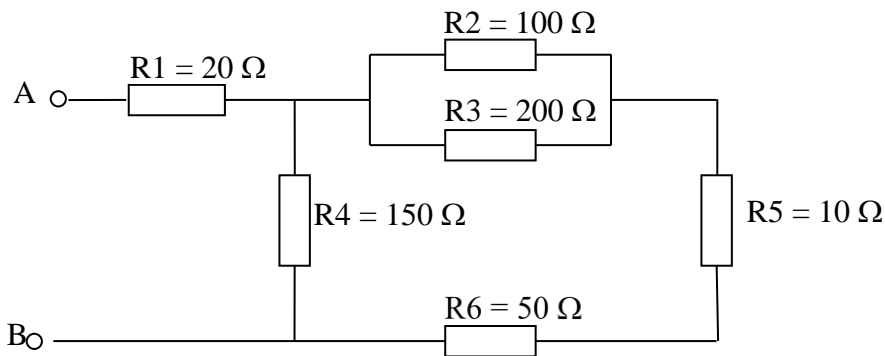 R2 = 100 Ω
R1 = 20 Ω
A
R3 = 200 Ω
R4 = 150 Ω
R5 = 10 Ω
R6 = 50 Ω
B